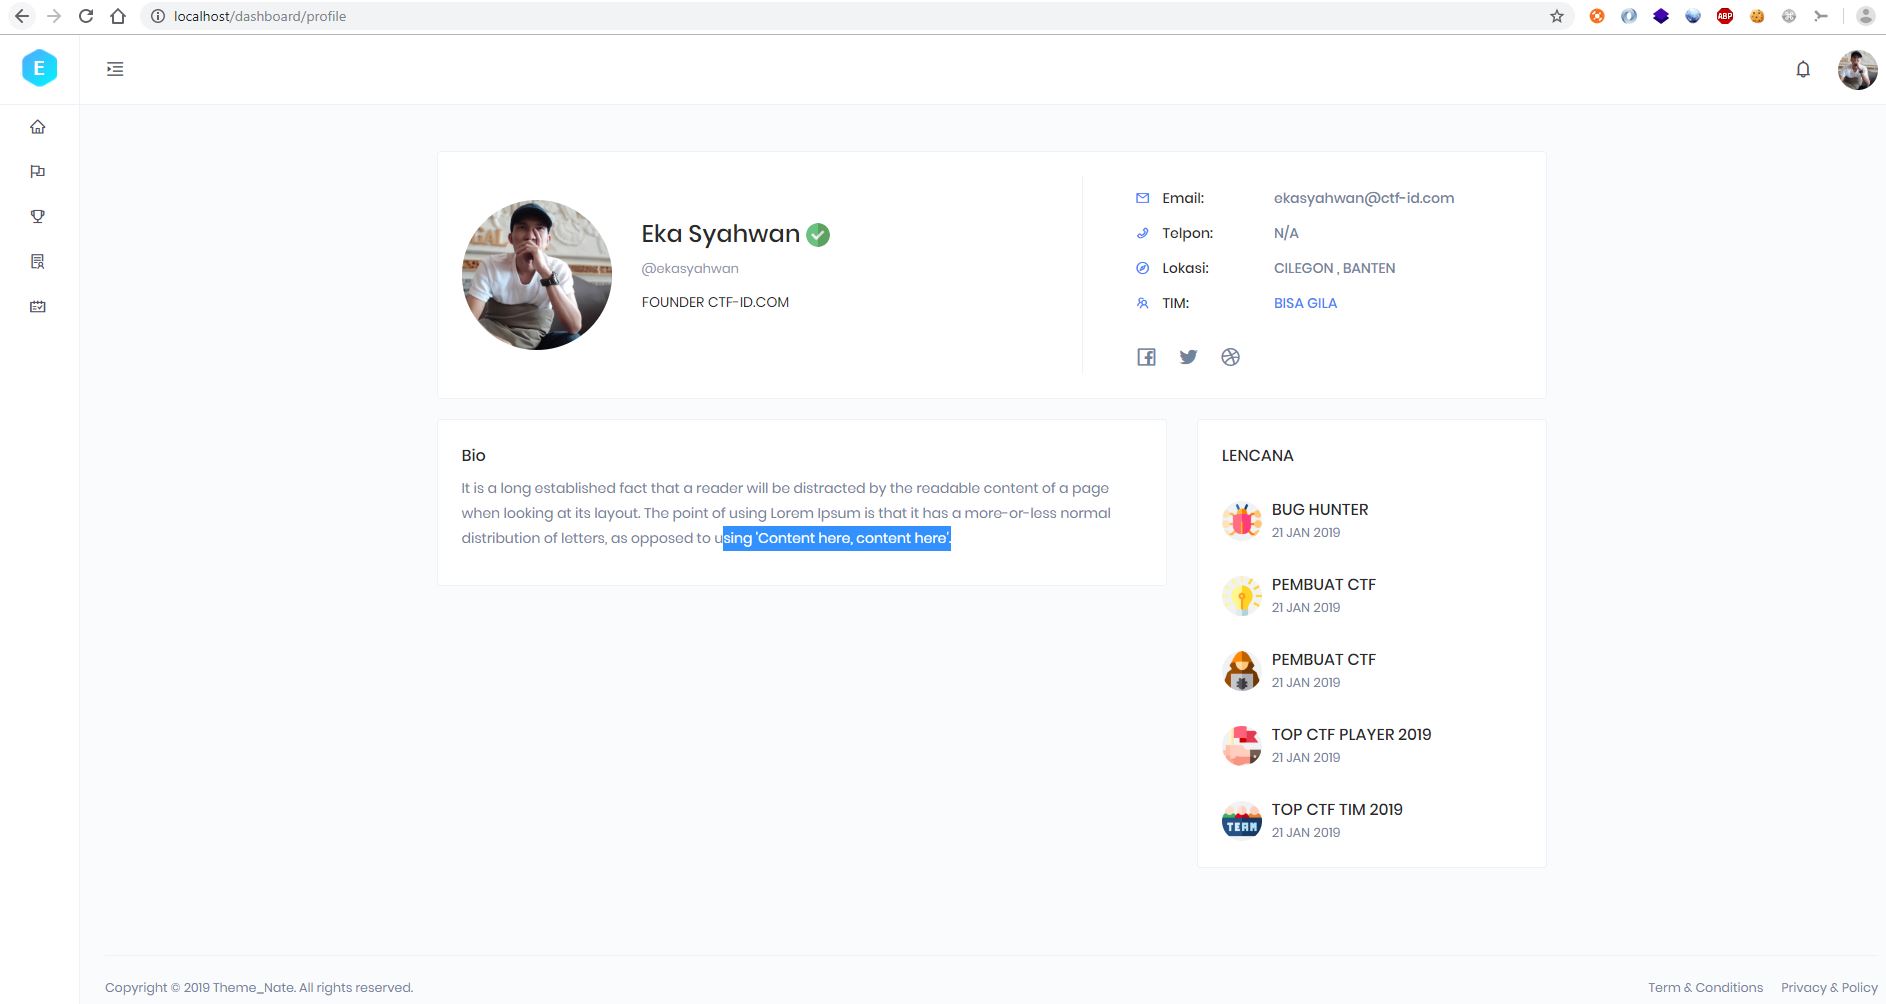 localhost/dashboard/profile
ABP
E
Eka Syahwan
@ekasyahwan
FOUNDER CTF-ID.COM
Email: ekasyahwan@ctf-id.com
Telpon: N/A
Lokasi: CILEGON , BANTEN
TIM: BISA GILA
Bio
It is a long established fact that a reader will be distracted by the readable content of a page
when looking at its layout. The point of using Lorem Ipsum is that it has a more-or-less normal
distribution of letters, as opposed to using 'Content here, content here'.
LENCANA
BUG HUNTER
21 JAN 2019
PEMBUAT CTF
21 JAN 2019
PEMBUAT CTF
21 JAN 2019
TOP CTF PLAYER 2019
21 JAN 2019
TEAM
TOP CTF TIM 2019
21 JAN 2019
Copyright © 2019 Theme_Nate. All rights reserved.
Term & Conditions Privacy & Policy